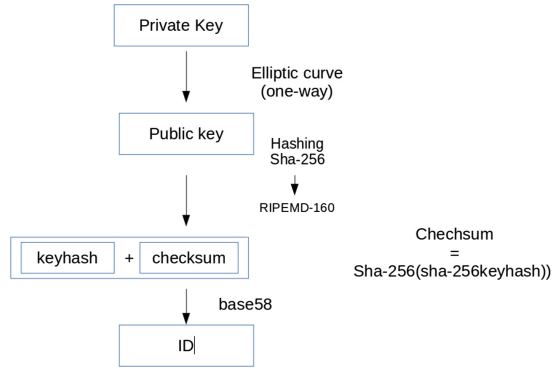 Private Key
Elliptic curve
(one-way)
Public key
Hashing
Sha-256
RIPEMD-160
keyhash + checksum
Chechsum
=
Sha-256(sha-256keyhash))
base58
ID